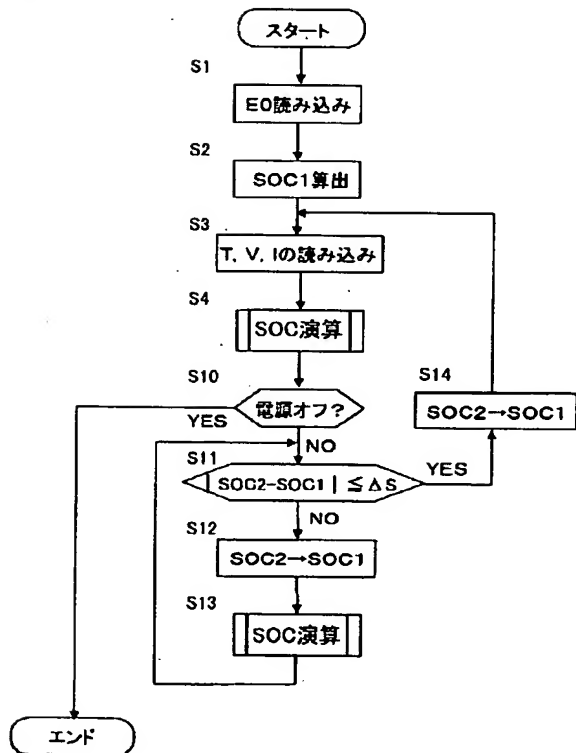 スタート
S1
E0読み込み
S2
SOC1算出
S3
T, V, Iの読み込み
S4
SOC演算
S10
電源オフ?
YES
NO
S14
SOC2→SOC1
S11
|SOC2-SOC1|≦ΔS
YES
NO
S12
SOC2→SOC1
S13
SOC演算
エンド